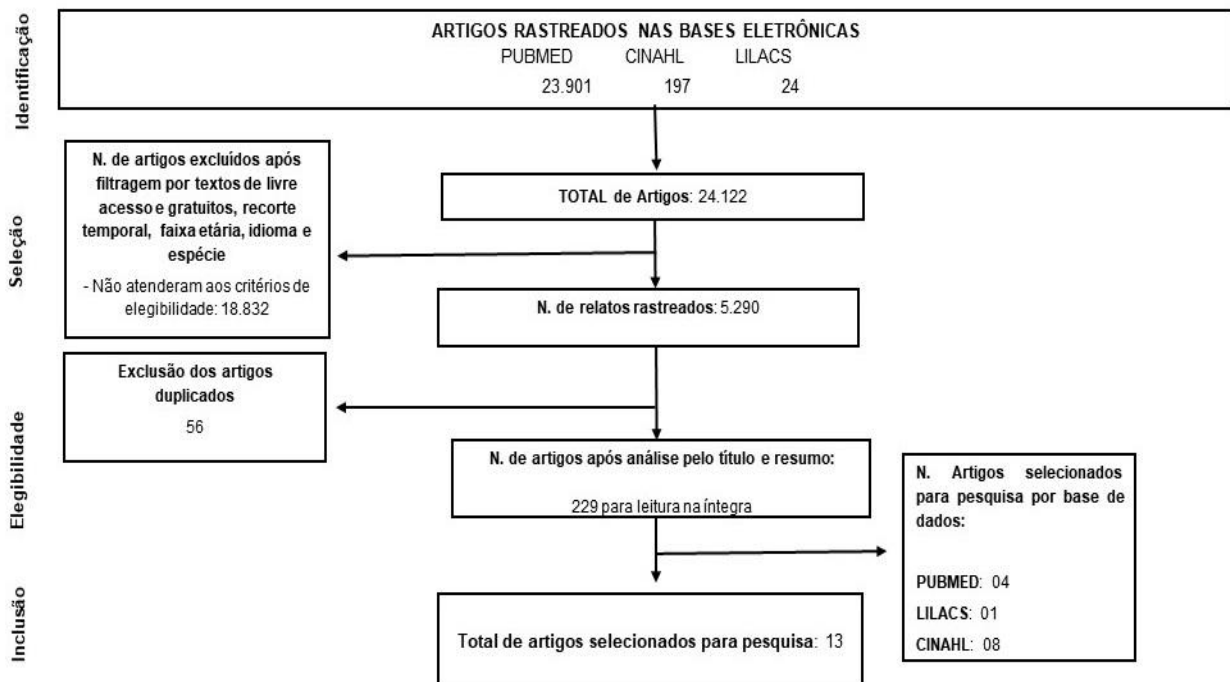 Identificação
ARTIGOS RASTREADOS NAS BASES ELETRÔNICAS
PUBMED CINAHL LILACS
23.901 197 24
Seleção
N. de artigos excluídos após
filtragem por textos de livre
acesso e gratuitos, recorte
temporal, faixa etária, idioma e
espécie
- Não atenderam aos critérios de
elegibilidade: 18.832
TOTAL de Artigos: 24.122
N. de relatos rastreados: 5.290
Elegibilidade
Exclusão dos artigos
duplicados
56
N. de artigos após análise pelo título e resumo:
229 para leitura na íntegra
N. Artigos selecionados
para pesquisa por base de
dados:
PUBMED: 04
LILACS: 01
CINAHL: 08
Inclusão
Total de artigos selecionados para pesquisa: 13